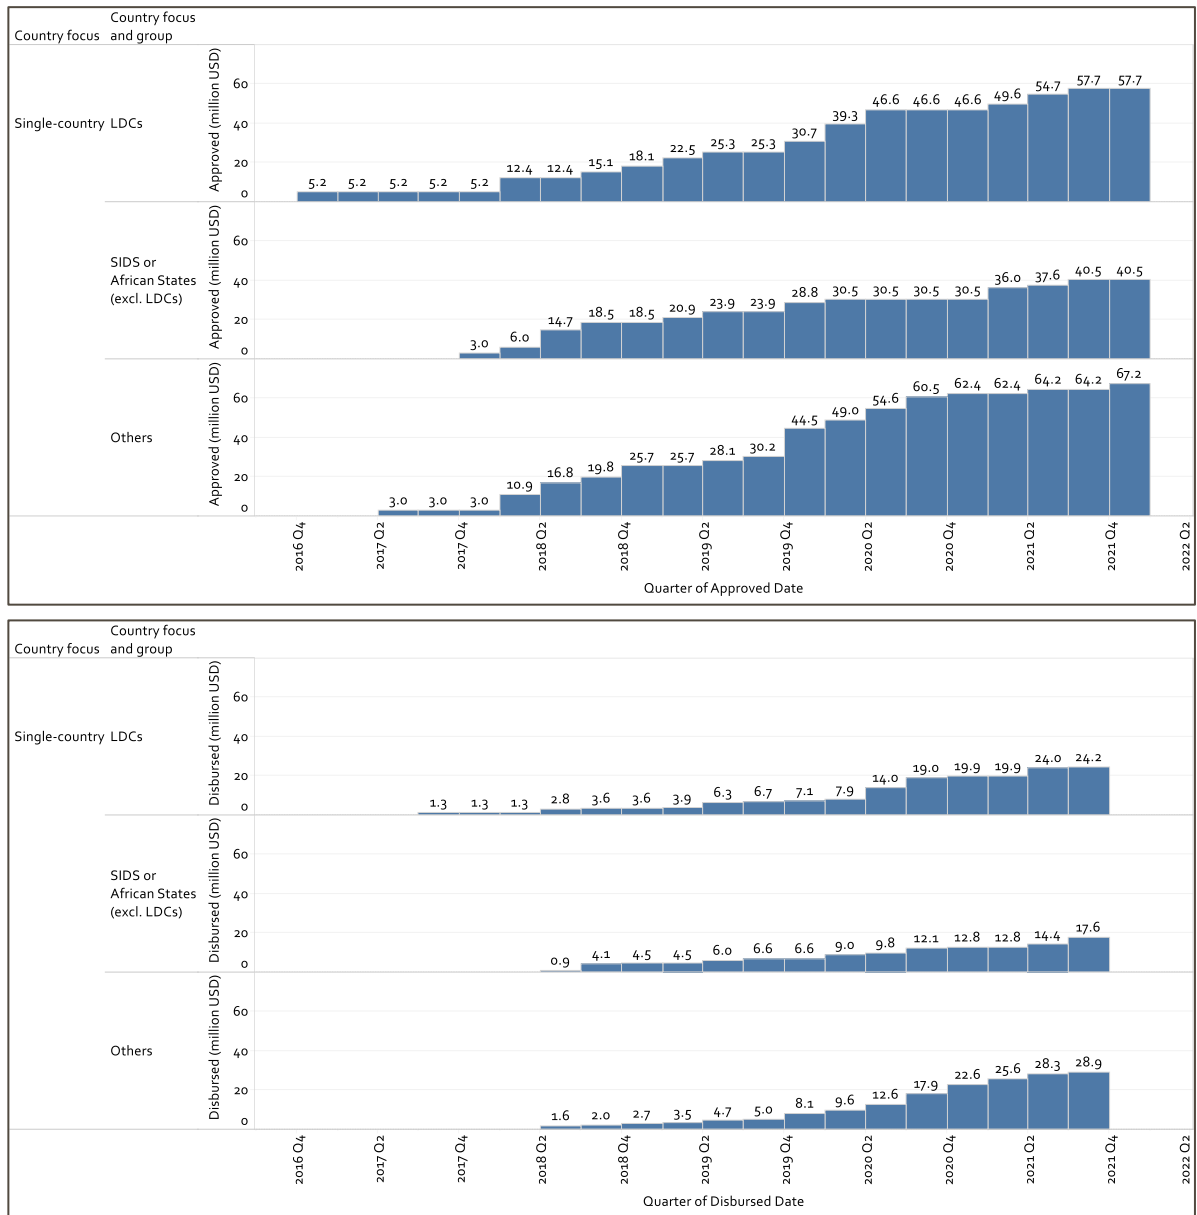 Country focus
Country focus and group
Single-country LDCs
Approved (million USD)
60
40
20
0
5.2 5.2 5.2 5.2 5.2 12.4 12.4 15.1 18.1 22.5 25.3 25.3 30.7 39.3 46.6 46.6 46.6 49.6 54.7 57.7 57.7
SIDS or
African States
(excl. LDCs)
Approved (million USD)
60
40
20
0
3.0 6.0 14.7 18.5 18.5 20.9 23.9 23.9 28.8 30.5 30.5 30.5 30.5 36.0 37.6 40.5 40.5
Others
Approved (million USD)
60
40
20
0
3.0 3.0 3.0 10.9 16.8 19.8 25.7 25.7 28.1 30.2 44.5 49.0 54.6 60.5 62.4 62.4 64.2 64.2 67.2
2016 Q4 2017 Q2 2017 Q4 2018 Q2 2018 Q4 2019 Q2 2019 Q4 2020 Q2 2020 Q4 2021 Q2 2021 Q4 2022 Q2
Quarter of Approved Date
Country focus
Country focus and group
Single-country LDCs
Disbursed (million USD)
60
40
20
0
1.3 1.3 1.3 2.8 3.6 3.6 3.9 6.3 6.7 7.1 7.9 14.0 19.0 19.9 19.9 24.0 24.2
SIDS or
African States
(excl. LDCs)
Disbursed (million USD)
60
40
20
0
0.9 4.1 4.5 4.5 6.0 6.6 6.6 9.0 9.8 12.1 12.8 12.8 14.4 17.6
Others
Disbursed (million USD)
60
40
20
0
1.6 2.0 2.7 3.5 4.7 5.0 8.1 9.6 12.6 17.9 22.6 25.6 28.3 28.9
2016 Q4 2017 Q2 2017 Q4 2018 Q2 2018 Q4 2019 Q2 2019 Q4 2020 Q2 2020 Q4 2021 Q2 2021 Q4 2022 Q2
Quarter of Disbursed Date